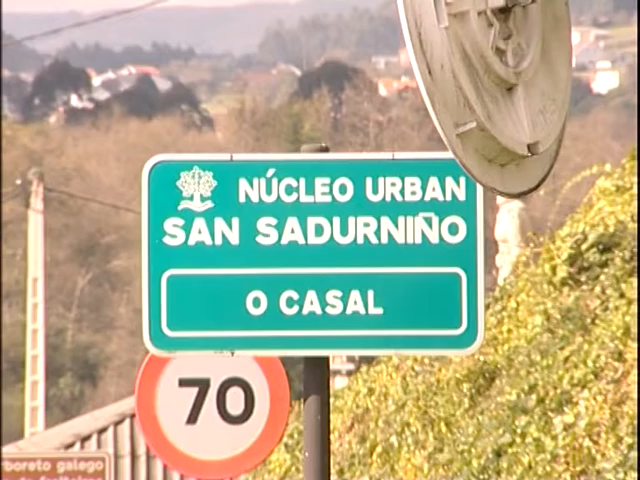 NÚCLEO URBAN
SAN SADURNIÑO
O CASAL
70
boreto galego